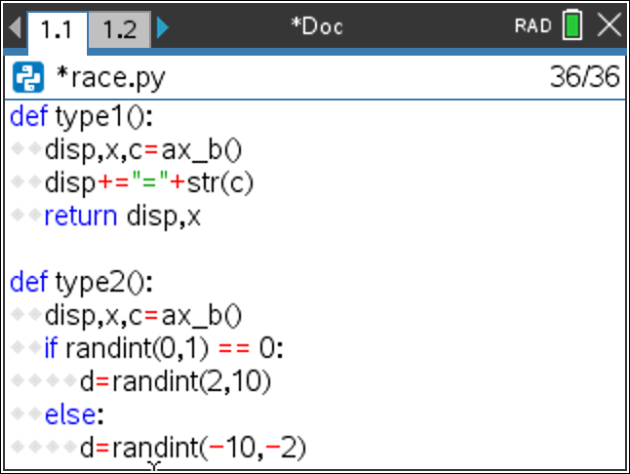 1.1 1.2 *Doc RAD
*race.py 36/36
def type1():
disp,x,c=ax_b()
disp+="="+str(c)
return disp,x
def type2():
disp,x,c=ax_b()
if randint(0,1) == 0:
d=randint(2,10)
else:
d=randint(-10,-2)